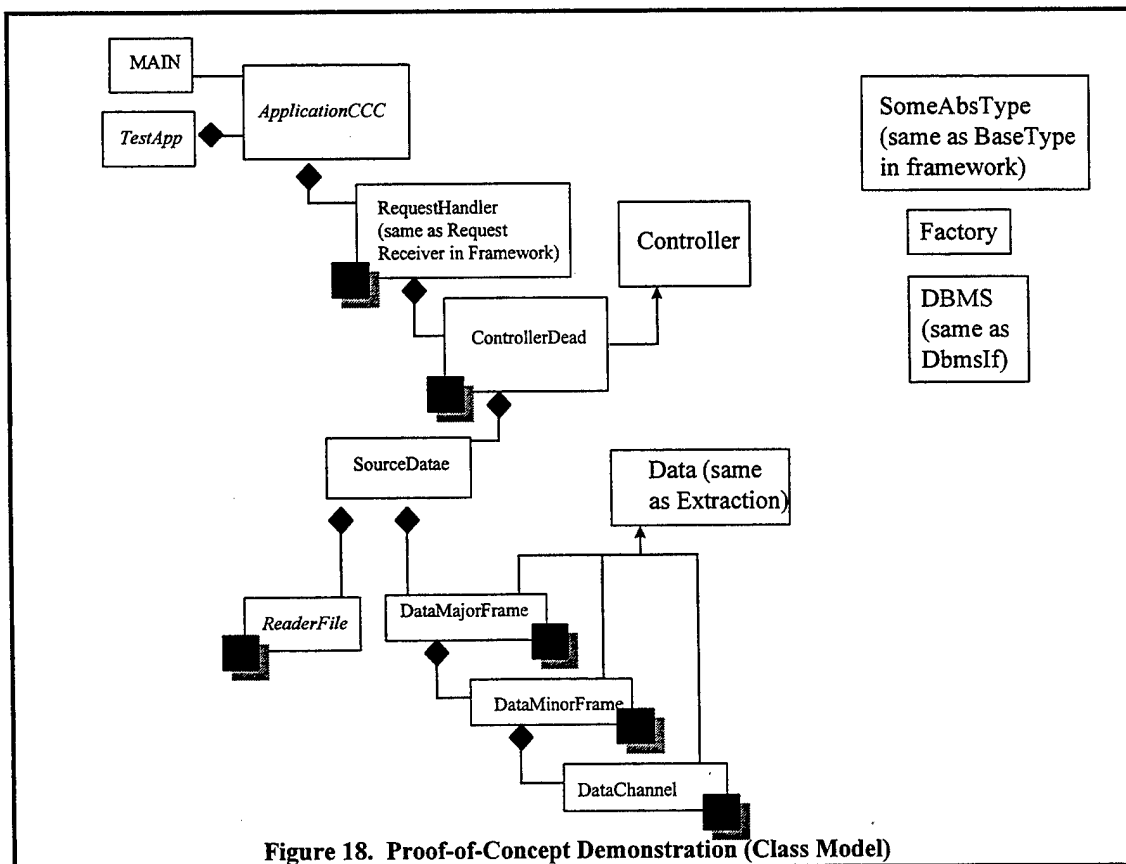 MAIN
TestApp
ApplicationCCC
RequestHandler
(same as Request
Receiver in Framework)
Controller
ControllerDead
SourceDatae
ReaderFile
Data (same
as Extraction)
DataMajorFrame
DataMinorFrame
DataChannel
SomeAbsType
(same as BaseType
in framework)
Factory
DBMS
(same as
DbmsIf)
Figure 18. Proof-of-Concept Demonstration (Class Model)